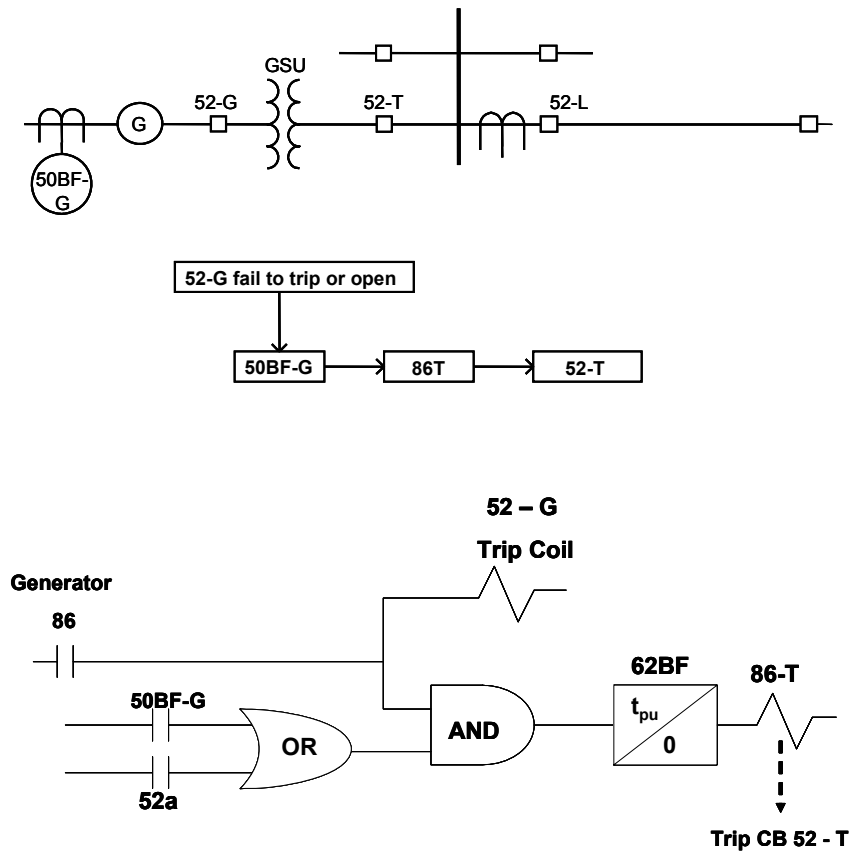 GSU
52-G
52-T
52-L
G
50BF-
G
52-G fail to trip or open
50BF-G
86T
52-T
52 – G
Trip Coil
Generator
86
50BF-G
52a
OR
AND
62BF
tpu
0
86-T
Trip CB 52 - T